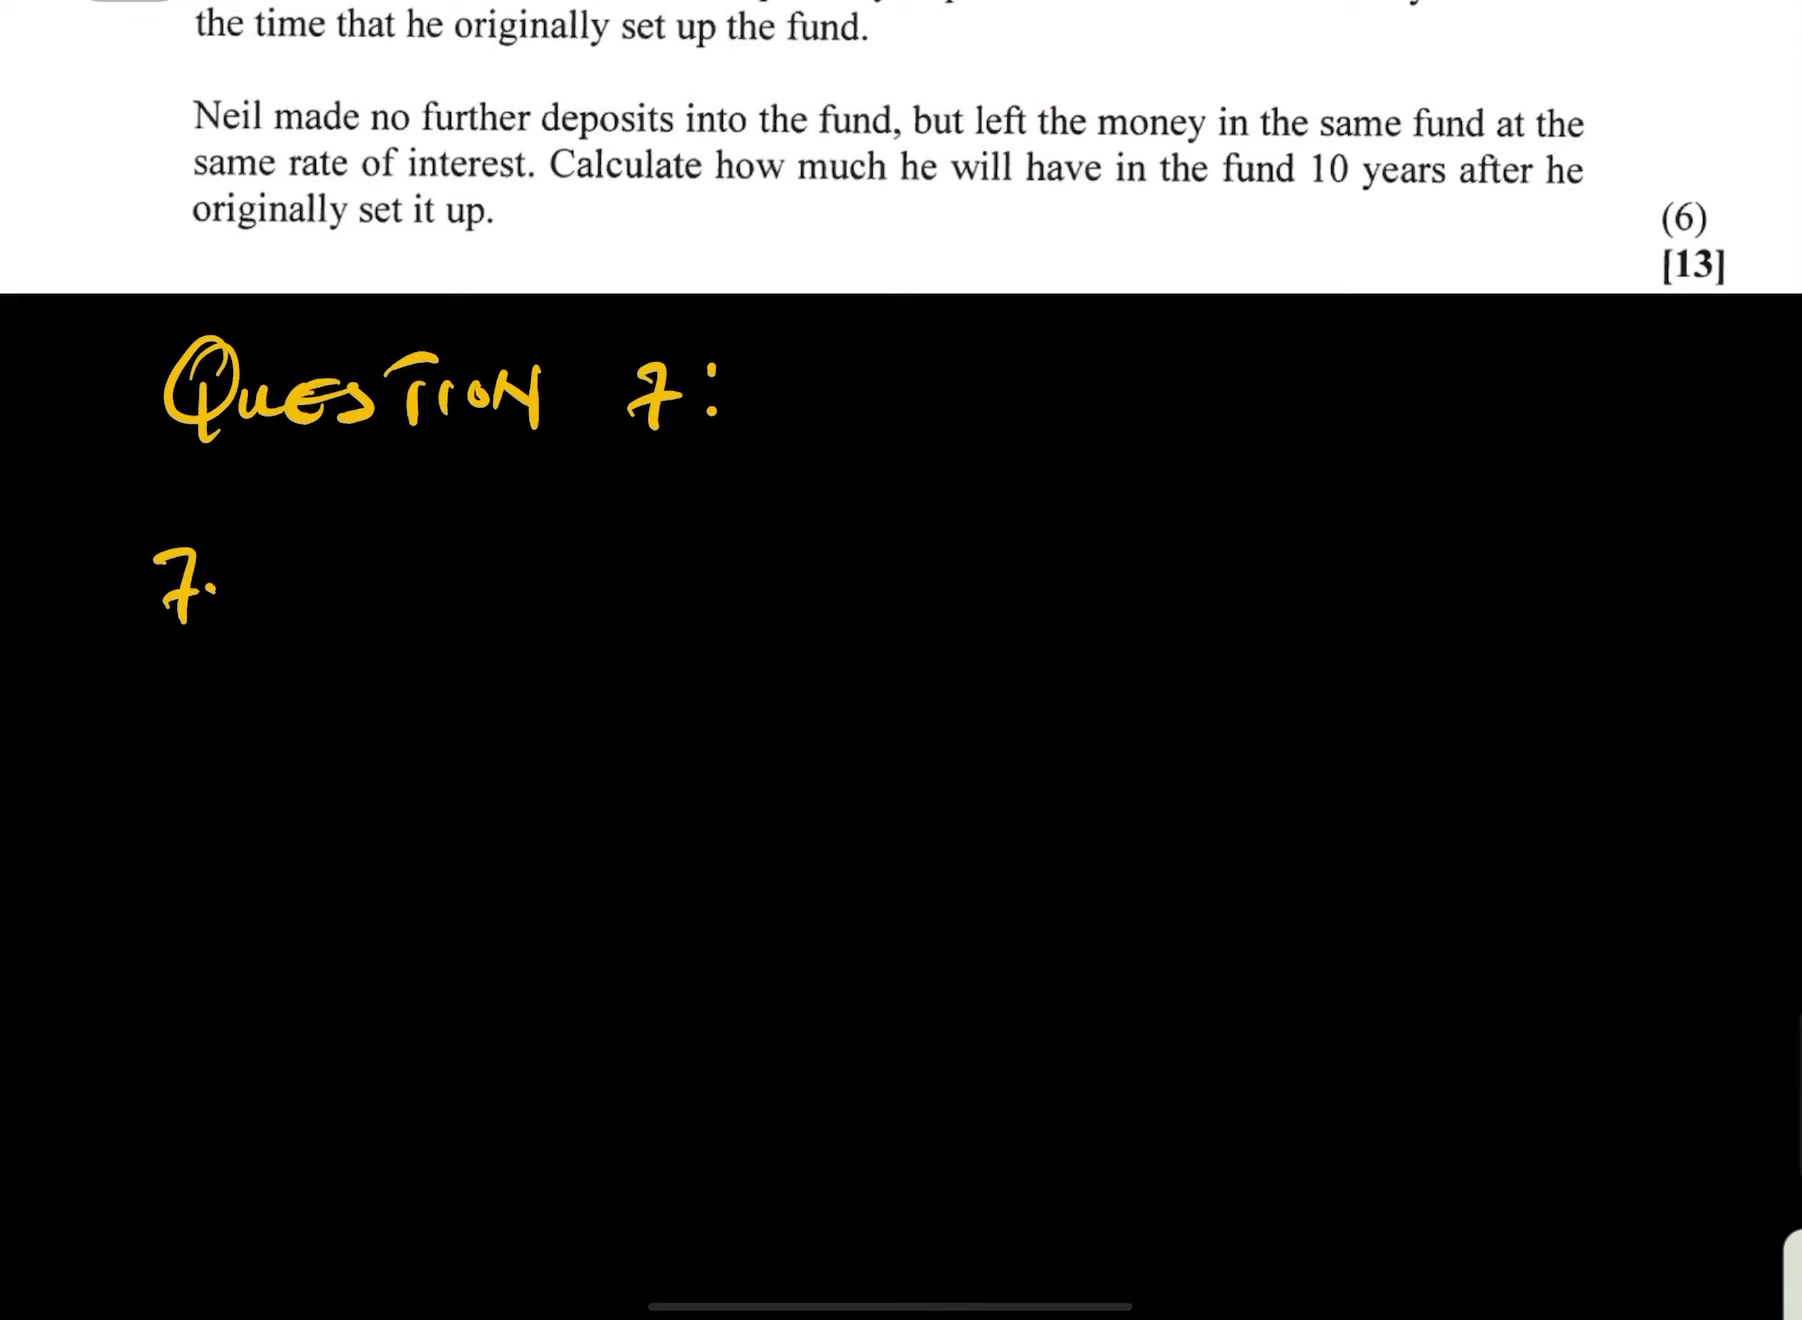 the time that he originally set up the fund.
Neil made no further deposits into the fund, but left the money in the same fund at the
same rate of interest. Calculate how much he will have in the fund 10 years after he
originally set it up.
(6)
[13]
QUESTION 7:
7.